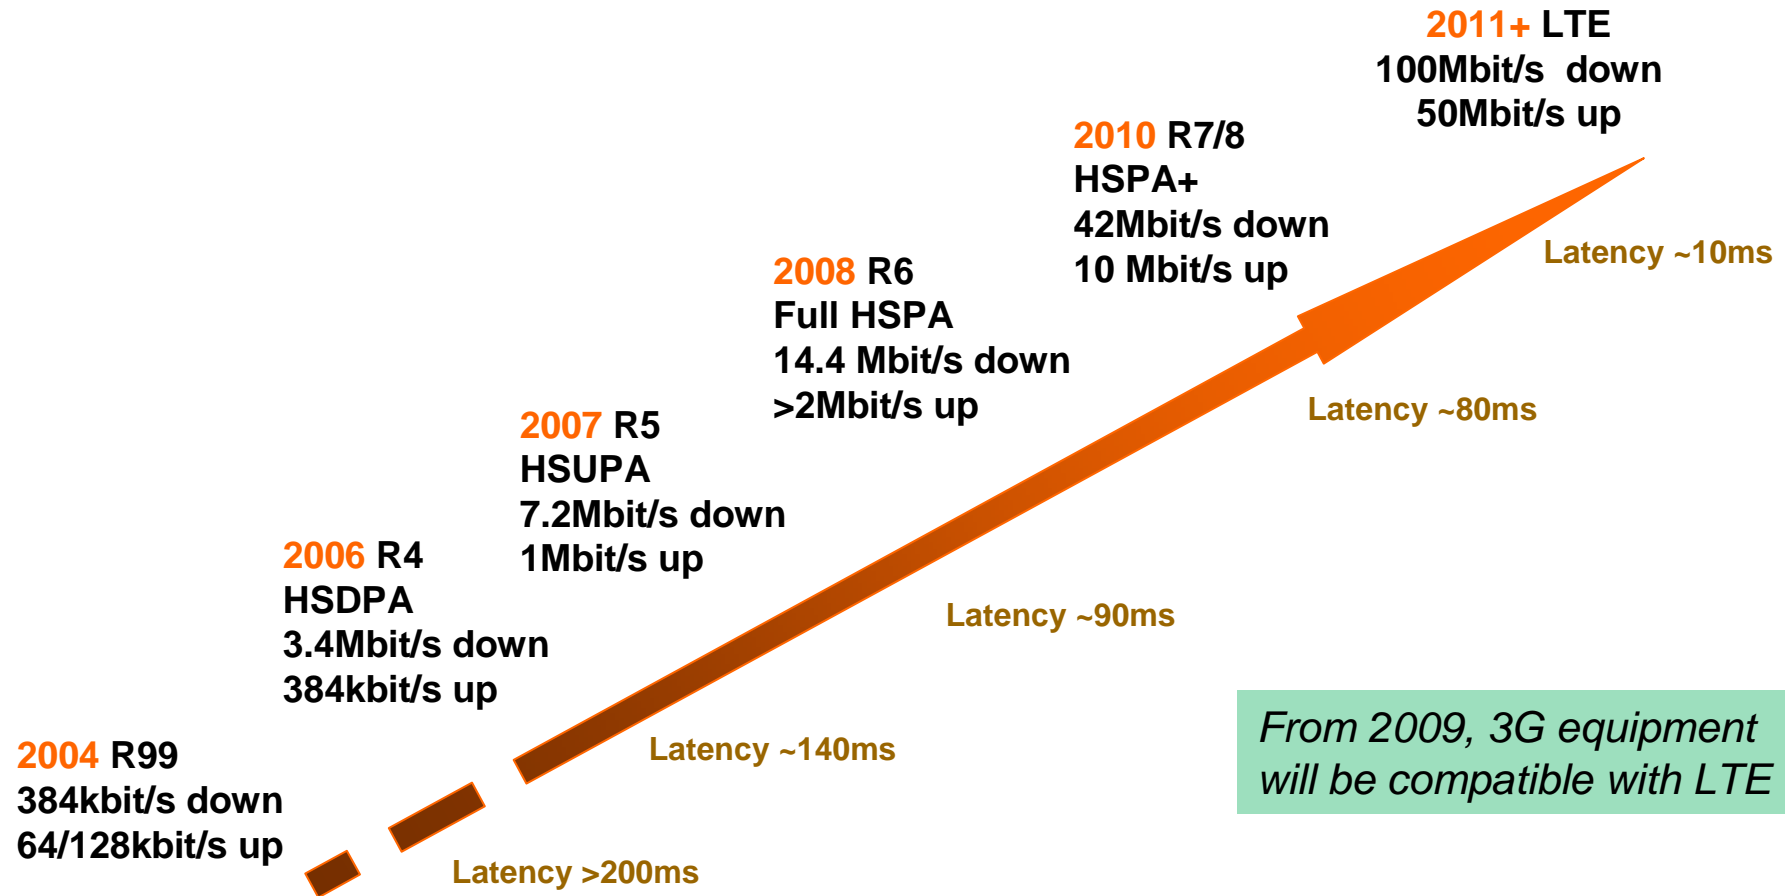 2011+ LTE
100Mbit/s down
50Mbit/s up
2010 R7/8
HSPA+
42Mbit/s down
10 Mbit/s up
Latency ~10ms
2008 R6
Full HSPA
14.4 Mbit/s down
>2Mbit/s up
Latency ~80ms
2007 R5
HSUPA
7.2Mbit/s down
1Mbit/s up
2006 R4
HSDPA
3.4Mbit/s down
384kbit/s up
Latency ~90ms
2004 R99
384kbit/s down
64/128kbit/s up
Latency ~140ms
Latency >200ms
From 2009, 3G equipment
will be compatible with LTE